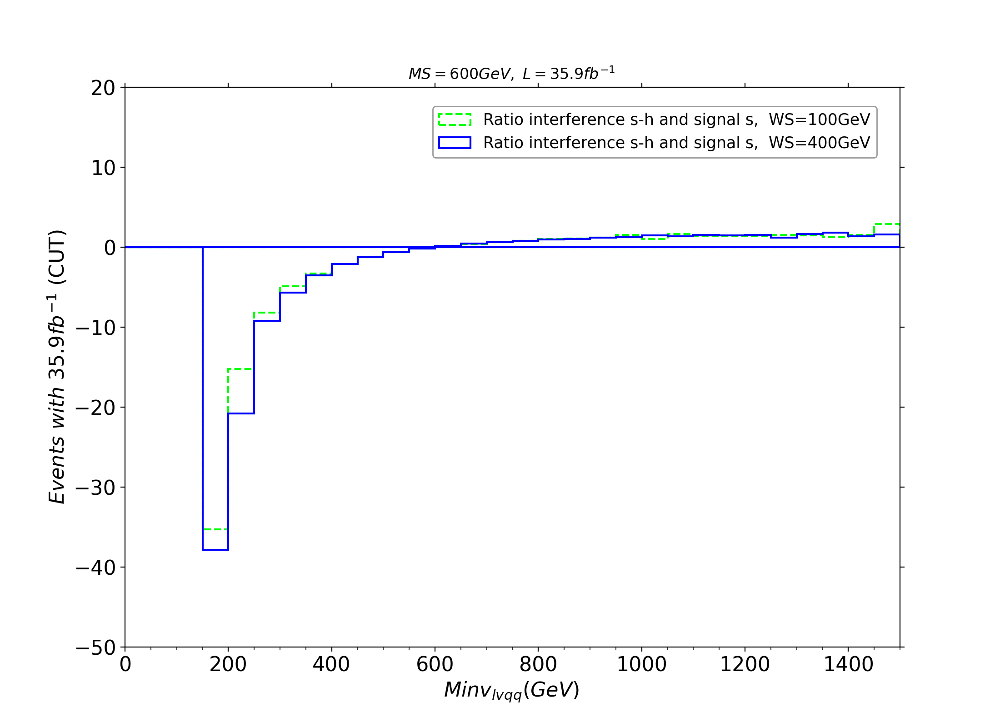 MS = 600GeV, L = 35.9fb⁻¹
20
10
0
−10
−20
−30
−40
−50
Events with 35.9fb⁻¹ (CUT)
Ratio interference s-h and signal s,  WS=100GeV
Ratio interference s-h and signal s,  WS=400GeV
0 200 400 600 800 1000 1200 1400
Minv_{lvqq}(GeV)